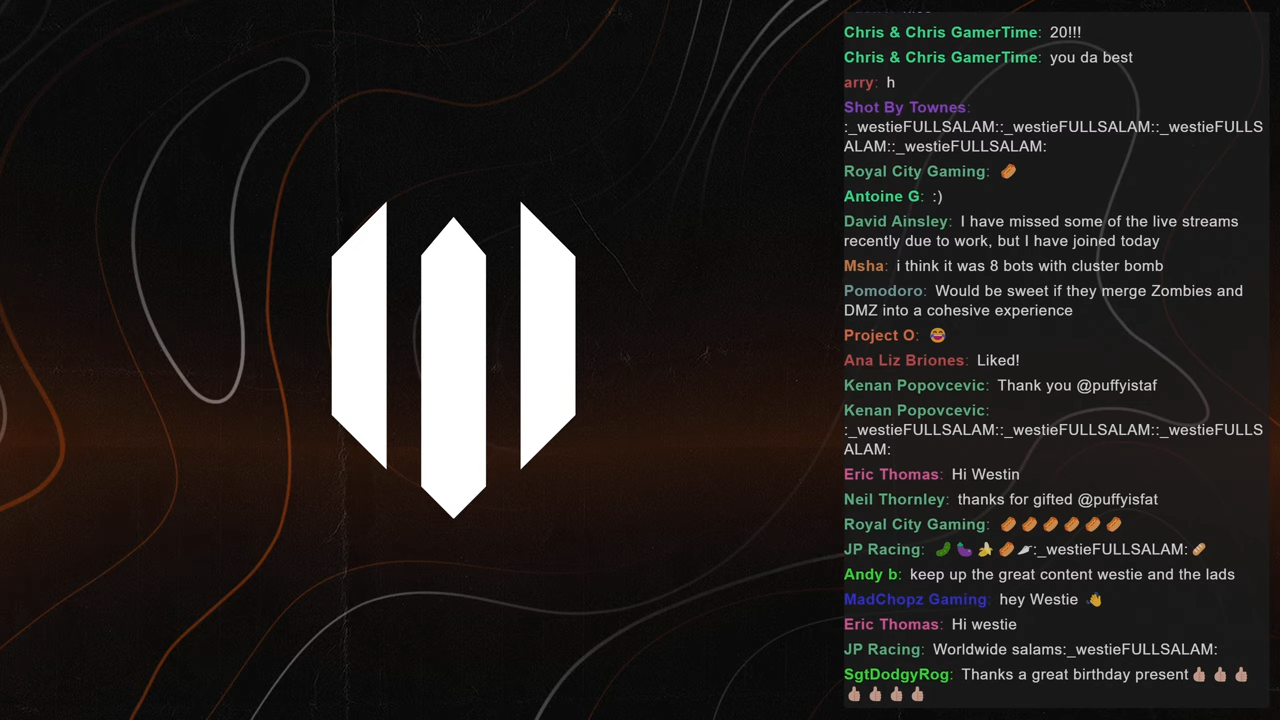 Chris & Chris GamerTime: 20!!!
Chris & Chris GamerTime: you da best
arry: h
Shot By Townes:
:_westieFULLSALAM::_westieFULLSALAM::_westieFULLS
ALAM::_westieFULLSALAM:
Royal City Gaming: 🥜
Antoine G: :)
David Ainsley: I have missed some of the live streams
recently due to work, but I have joined today
Msha: i think it was 8 bots with cluster bomb
Pomodoro: Would be sweet if they merge Zombies and
DMZ into a cohesive experience
Project O: 😂
Ana Liz Briones: Liked!
Kenan Popovcevic: Thank you @puffyistaf
Kenan Popovcevic:
:_westieFULLSALAM::_westieFULLSALAM::_westieFULLS
ALAM:
Eric Thomas: Hi Westin
Neil Thornley: thanks for gifted @puffyisfat
Royal City Gaming: 🥜🥜🥜🥜🥜🥜
JP Racing: 🥒🍆🍌🥜🌶:_westieFULLSALAM:🥖
Andy b: keep up the great content westie and the lads
MadChopz Gaming: hey Westie 👋
Eric Thomas: Hi westie
JP Racing: Worldwide salams:_westieFULLSALAM:
SgtDodgyRog: Thanks a great birthday present👍🏼👍🏼👍🏼
👍🏼👍🏼👍🏼👍🏼